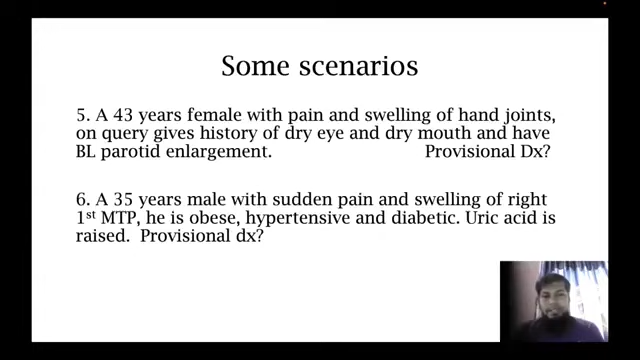 Some scenarios
5. A 43 years female with pain and swelling of hand joints,
on query gives history of dry eye and dry mouth and have
BL parotid enlargement. Provisional Dx?
6. A 35 years male with sudden pain and swelling of right
1st MTP, he is obese, hypertensive and diabetic. Uric acid is
raised. Provisional dx?